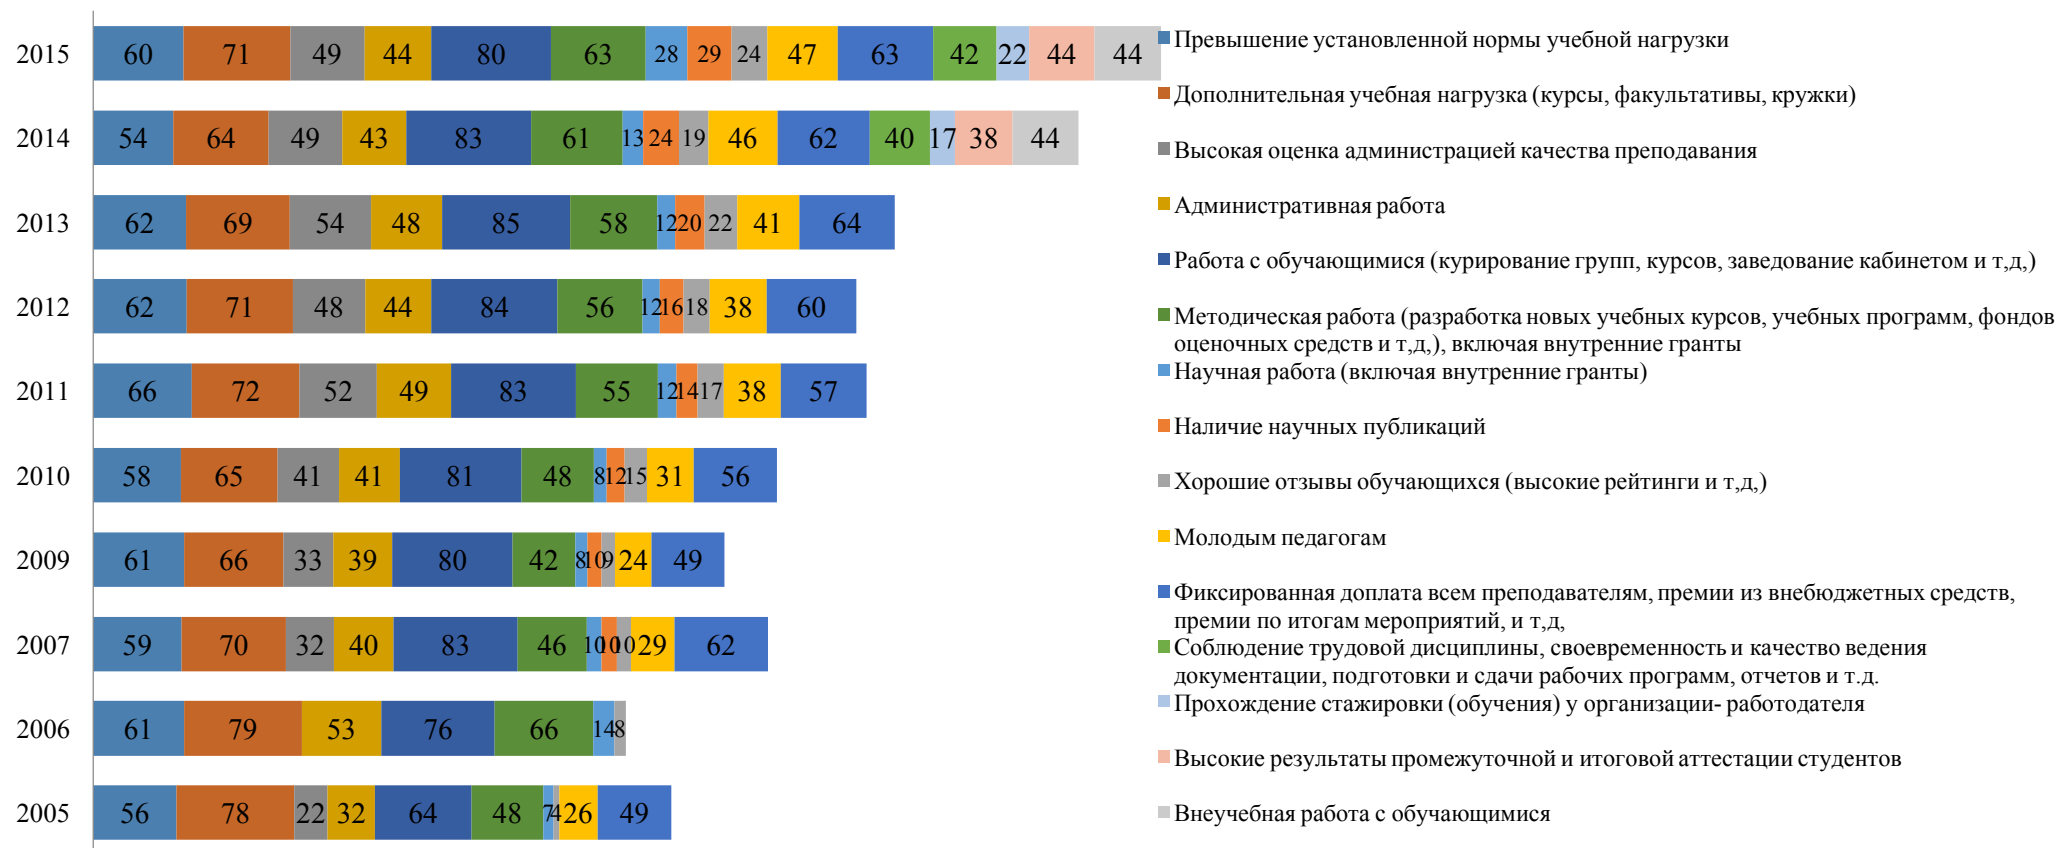 2015 60 71 49 44 80 63 28 29 24 47 63 42 22 44 44
2014 54 64 49 43 83 61 13 24 19 46 62 40 17 38 44
2013 62 69 54 48 85 58 12 20 22 41 64
2012 62 71 48 44 84 56 12 16 18 38 60
2011 66 72 52 49 83 55 12 14 17 38 57
2010 58 65 41 41 81 48 8 12 15 31 56
2009 61 66 33 39 80 42 8 10 9 24 49
2007 59 70 32 40 83 46 10 10 10 29 62
2006 61 79 53 76 66 14 8
2005 56 78 22 32 64 48 7 4 26 49
Превышение установленной нормы учебной нагрузки
Дополнительная учебная нагрузка (курсы, факультативы, кружки)
Высокая оценка администрацией качества преподавания
Административная работа
Работа с обучающимися (курирование групп, курсов, заведование кабинетом и т,д,)
Методическая работа (разработка новых учебных курсов, учебных программ, фондов
оценочных средств и т,д,), включая внутренние гранты
Научная работа (включая внутренние гранты)
Наличие научных публикаций
Хорошие отзывы обучающихся (высокие рейтинги и т,д,)
Молодым педагогам
Фиксированная доплата всем преподавателям, премии из внебюджетных средств,
премии по итогам мероприятий, и т,д,
Соблюдение трудовой дисциплины, своевременность и качество ведения
документации, подготовки и сдачи рабочих программ, отчетов и т.д.
Прохождение стажировки (обучения) у организации- работодателя
Высокие результаты промежуточной и итоговой аттестации студентов
Внеучебная работа с обучающимися